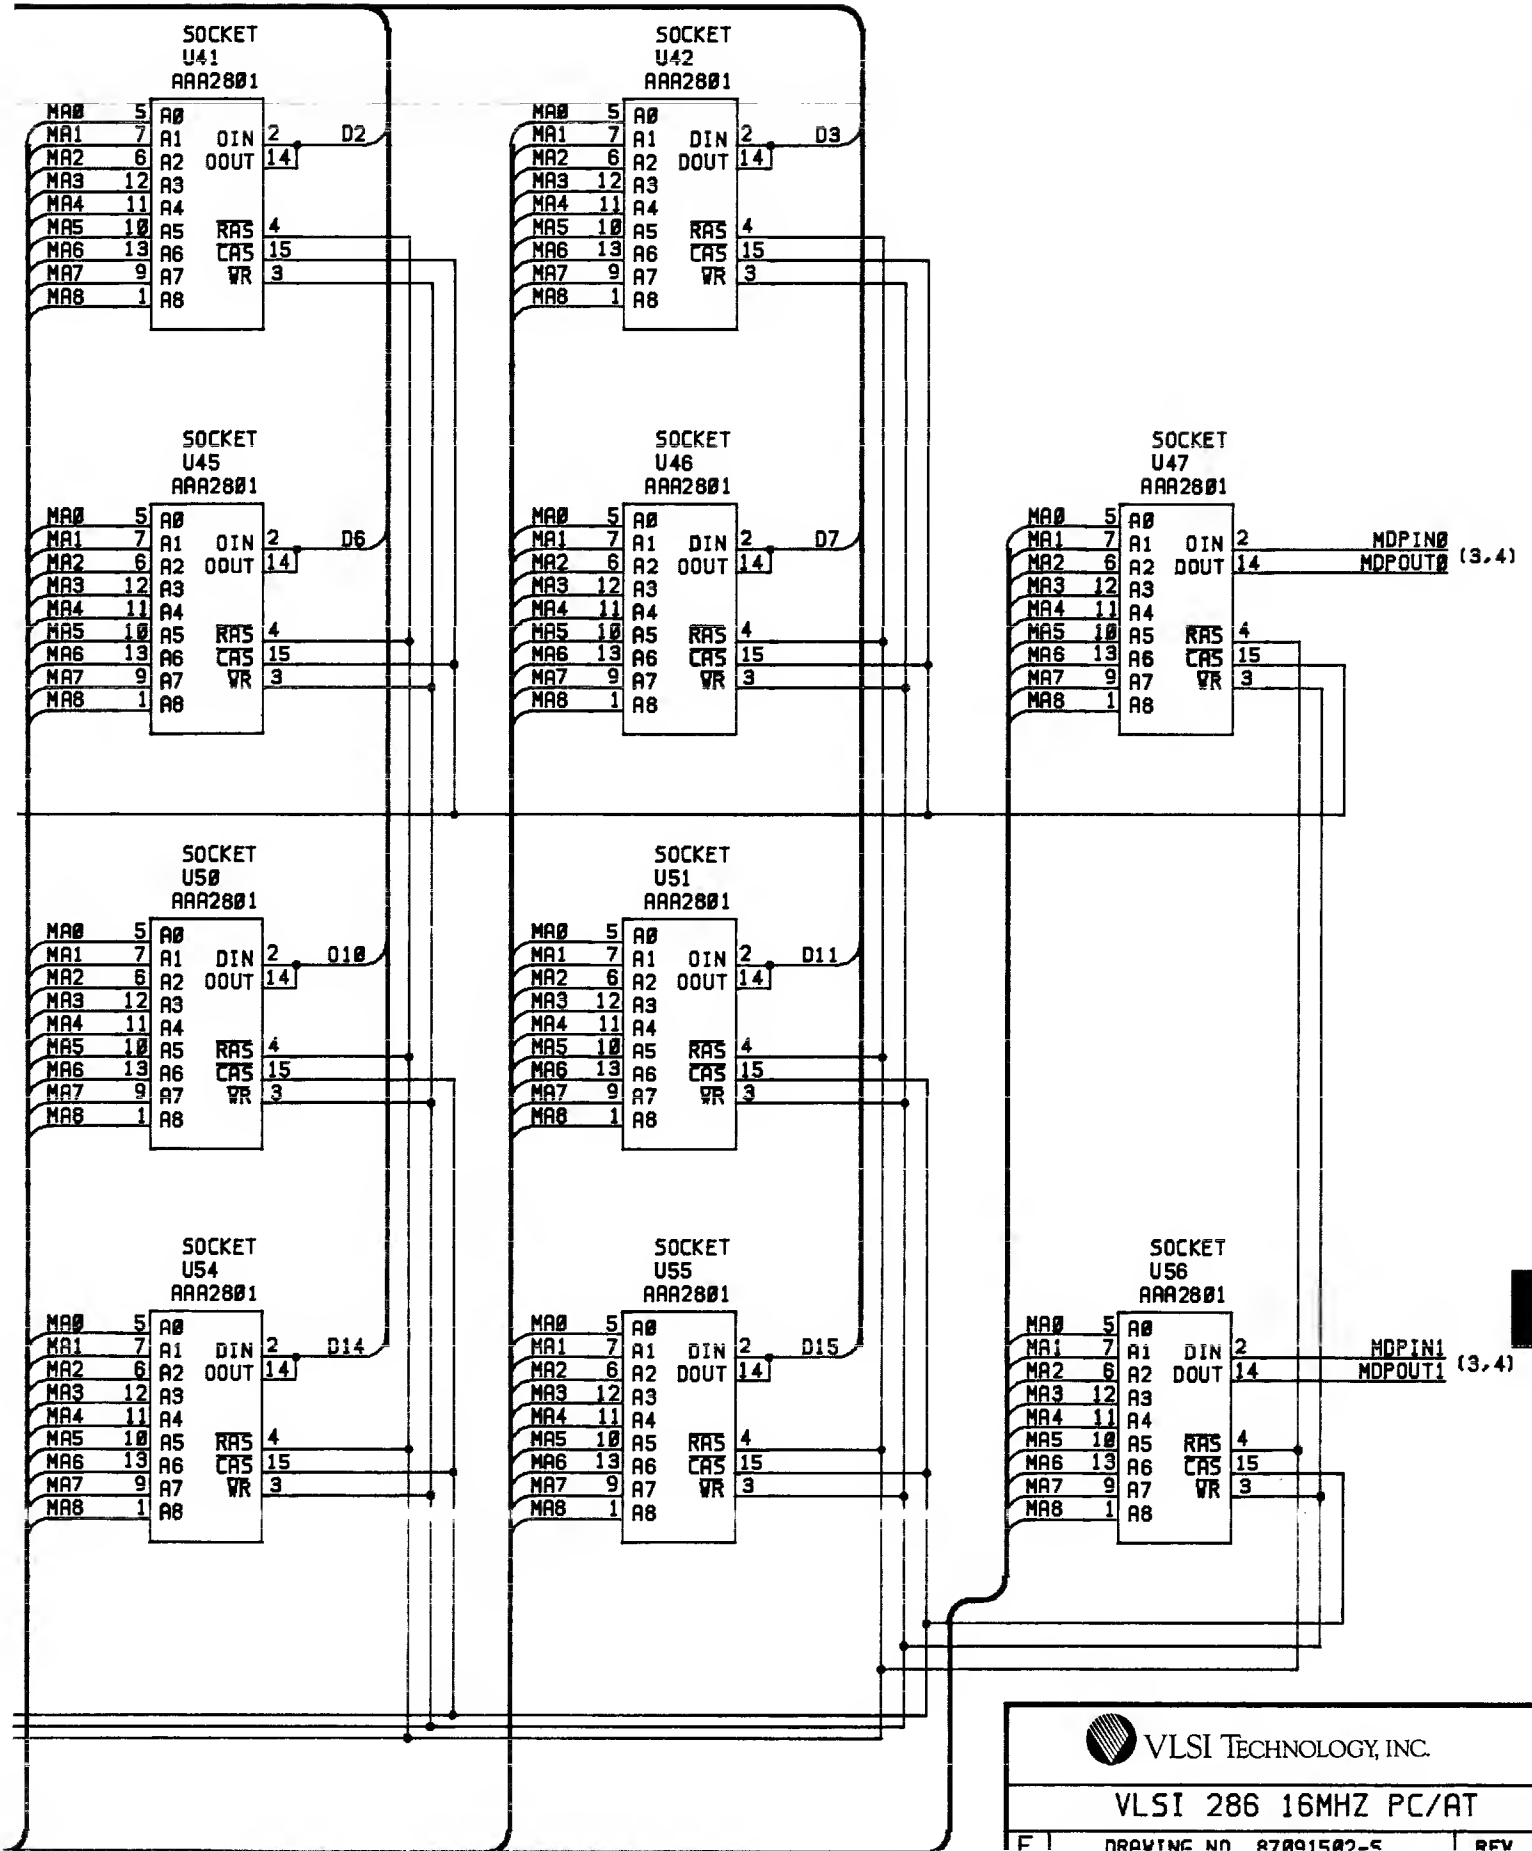 SOCKET
U41
AAA2801
MA0 5 A0
MA1 7 A1 DIN 2 D2
MA2 6 A2 DOUT 14
MA3 12 A3
MA4 11 A4
MA5 10 A5 RAS 4
MA6 13 A6 CAS 15
MA7 9 A7 WR 3
MA8 1 A8
SOCKET
U42
AAA2801
MA0 5 A0
MA1 7 A1 DIN 2 D3
MA2 6 A2 DOUT 14
MA3 12 A3
MA4 11 A4
MA5 10 A5 RAS 4
MA6 13 A6 CAS 15
MA7 9 A7 WR 3
MA8 1 A8
SOCKET
U45
AAA2801
MA0 5 A0
MA1 7 A1 DIN 2 D6
MA2 6 A2 DOUT 14
MA3 12 A3
MA4 11 A4
MA5 10 A5 RAS 4
MA6 13 A6 CAS 15
MA7 9 A7 WR 3
MA8 1 A8
SOCKET
U46
AAA2801
MA0 5 A0
MA1 7 A1 DIN 2 D7
MA2 6 A2 DOUT 14
MA3 12 A3
MA4 11 A4
MA5 10 A5 RAS 4
MA6 13 A6 CAS 15
MA7 9 A7 WR 3
MA8 1 A8
SOCKET
U47
AAA2801
MA0 5 A0
MA1 7 A1 DIN 2 MDPIN0
MA2 6 A2 DOUT 14 MDPOUT0 (3,4)
MA3 12 A3
MA4 11 A4
MA5 10 A5 RAS 4
MA6 13 A6 CAS 15
MA7 9 A7 WR 3
MA8 1 A8
SOCKET
U50
AAA2801
MA0 5 A0
MA1 7 A1 DIN 2 D10
MA2 6 A2 DOUT 14
MA3 12 A3
MA4 11 A4
MA5 10 A5 RAS 4
MA6 13 A6 CAS 15
MA7 9 A7 WR 3
MA8 1 A8
SOCKET
U51
AAA2801
MA0 5 A0
MA1 7 A1 DIN 2 D11
MA2 6 A2 DOUT 14
MA3 12 A3
MA4 11 A4
MA5 10 A5 RAS 4
MA6 13 A6 CAS 15
MA7 9 A7 WR 3
MA8 1 A8
SOCKET
U54
AAA2801
MA0 5 A0
MA1 7 A1 DIN 2 D14
MA2 6 A2 DOUT 14
MA3 12 A3
MA4 11 A4
MA5 10 A5 RAS 4
MA6 13 A6 CAS 15
MA7 9 A7 WR 3
MA8 1 A8
SOCKET
U55
AAA2801
MA0 5 A0
MA1 7 A1 DIN 2 D15
MA2 6 A2 DOUT 14
MA3 12 A3
MA4 11 A4
MA5 10 A5 RAS 4
MA6 13 A6 CAS 15
MA7 9 A7 WR 3
MA8 1 A8
SOCKET
U56
AAA2801
MA0 5 A0
MA1 7 A1 DIN 2 MDPIN1
MA2 6 A2 DOUT 14 MDPOUT1 (3,4)
MA3 12 A3
MA4 11 A4
MA5 10 A5 RAS 4
MA6 13 A6 CAS 15
MA7 9 A7 WR 3
MA8 1 A8
VLSI TECHNOLOGY, INC.
VLSI 286 16MHZ PC/AT
DRAWING NO 87091502-5 REV